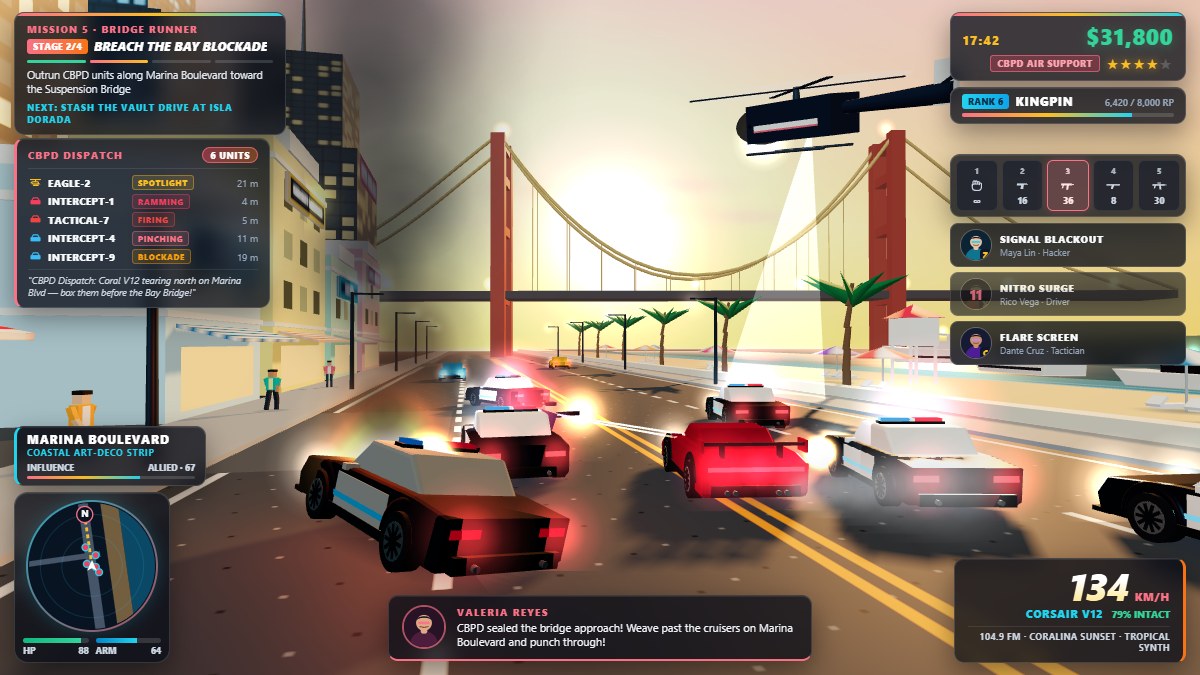 MISSION 5 · BRIDGE RUNNER
STAGE 2/4 BREACH THE BAY BLOCKADE
Outrun CBPD units along Marina Boulevard toward
the Suspension Bridge
NEXT: STASH THE VAULT DRIVE AT ISLA
DORADA
CBPD DISPATCH 6 UNITS
EAGLE-2 SPOTLIGHT 21 m
INTERCEPT-1 RAMMING 4 m
TACTICAL-7 FIRING 5 m
INTERCEPT-4 PINCHING 11 m
INTERCEPT-9 BLOCKADE 19 m
"CBPD Dispatch: Coral V12 tearing north on Marina
Blvd — box them before the Bay Bridge!"
17:42 $31,800
CBPD AIR SUPPORT ★★★★★
RANK 6 KINGPIN 6,420 / 8,000 RP
1 2 3 4 5
∞ 16 36 8 30
SIGNAL BLACKOUT
Maya Lin · Hacker
11 NITRO SURGE
Rico Vega · Driver
FLARE SCREEN
Dante Cruz · Tactician
MARINA BOULEVARD
COASTAL ART-DECO STRIP
INFLUENCE ALLIED · 67
N
HP 88 ARM 64
VALERIA REYES
CBPD sealed the bridge approach! Weave past the cruisers on Marina
Boulevard and punch through!
134 KM/H
CORSAIR V12 79% INTACT
104.9 FM · CORALINA SUNSET · TROPICAL
SYNTH